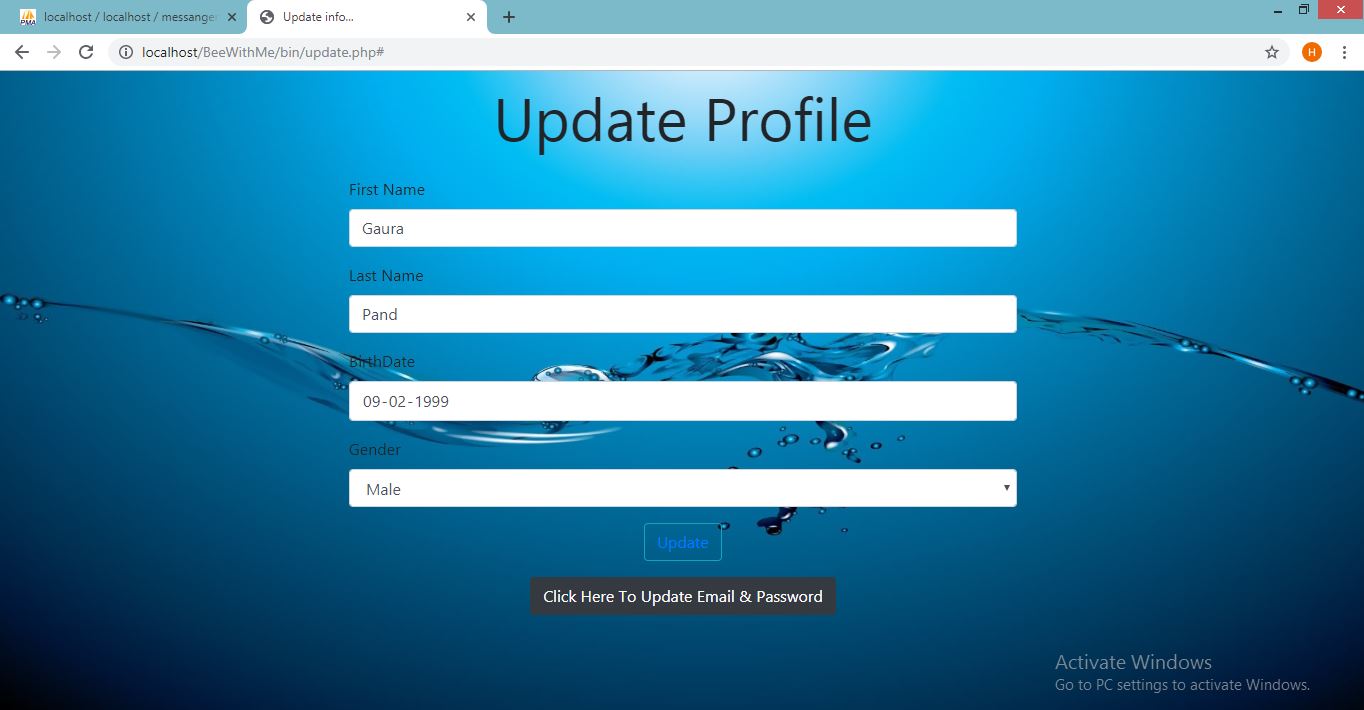 localhost / localhost / messanger
Update info...
localhost/BeeWithMe/bin/update.php#
H
Update Profile
First Name
Gaura
Last Name
Pand
BirthDate
09-02-1999
Gender
Male
Update
Click Here To Update Email & Password
Activate Windows
Go to PC settings to activate Windows.